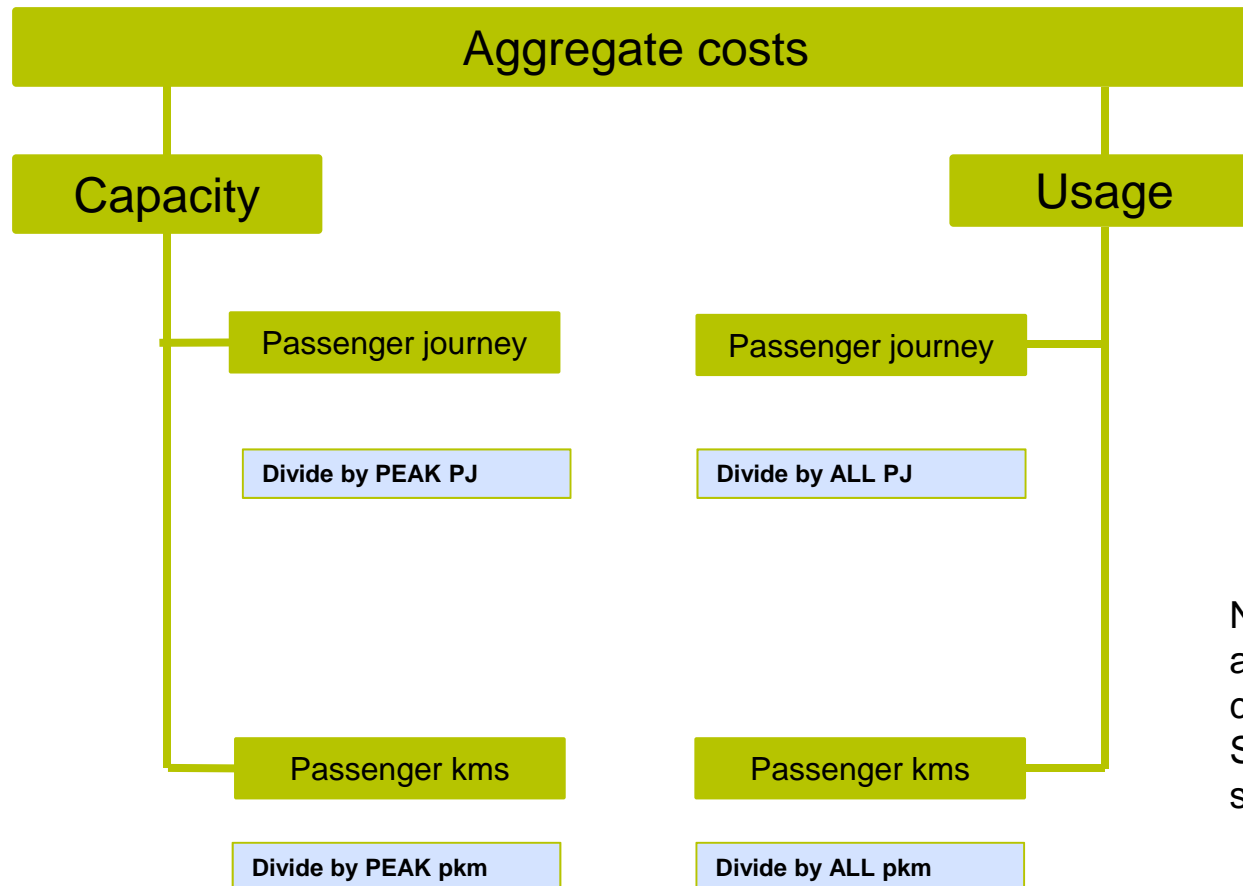 Aggregate costs
Capacity
Usage
Passenger journey
Passenger journey
Divide by PEAK PJ
Divide by ALL PJ
Passenger kms
Passenger kms
Divide by PEAK pkm
Divide by ALL pkm